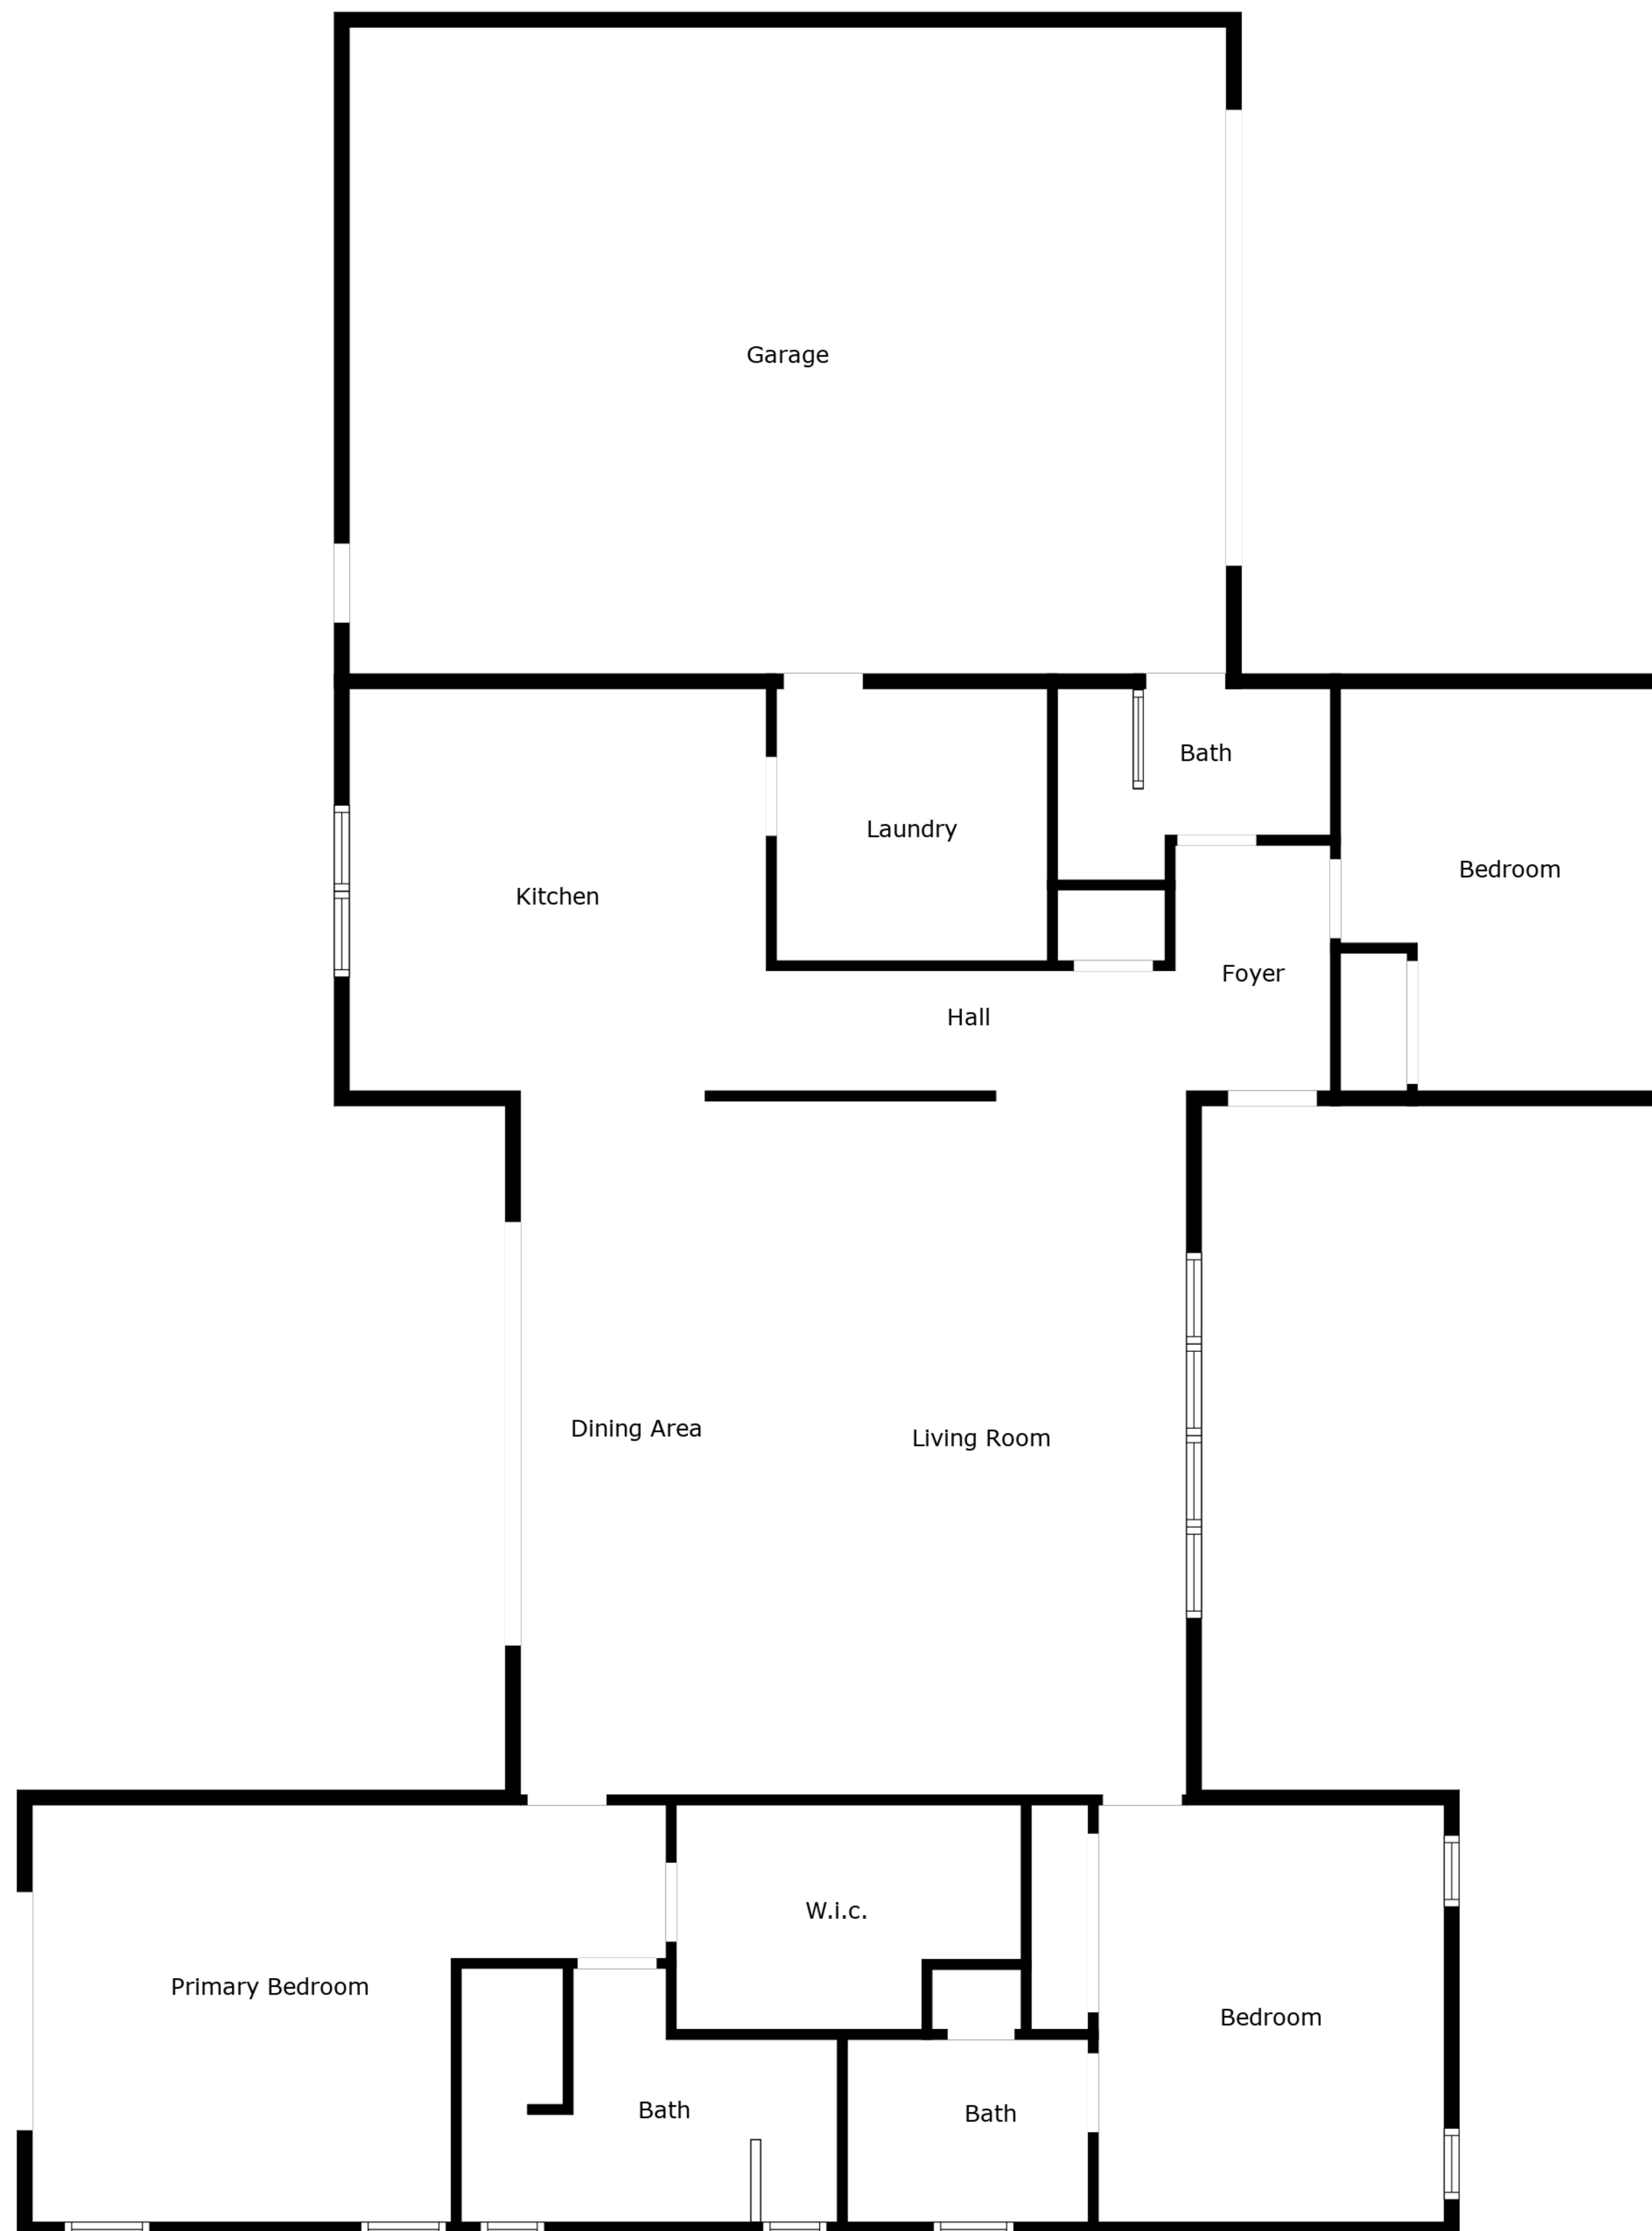 Garage
Bath
Laundry
Bedroom
Kitchen
Foyer
Hall
Dining Area
Living Room
W.i.c.
Primary Bedroom
Bedroom
Bath
Bath